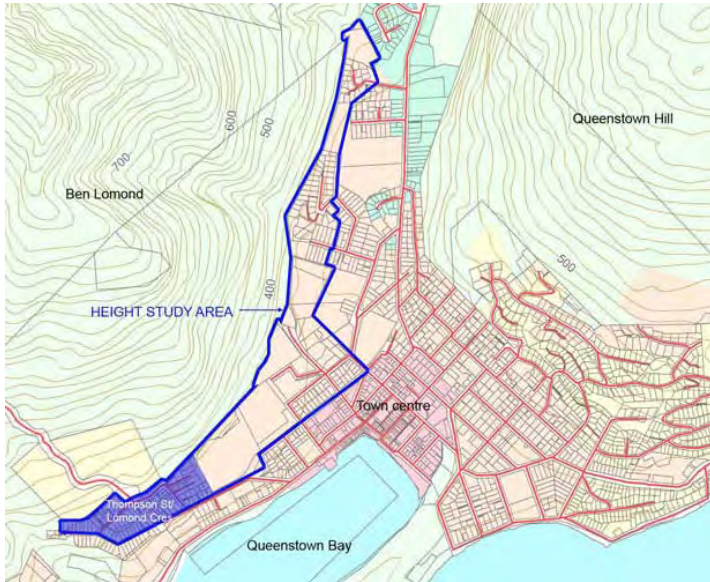 Queenstown Hill
600
500
700
Ben Lomond
500
400
HEIGHT STUDY AREA
Town centre
Thompson St/
Lomond Cres
Queenstown Bay